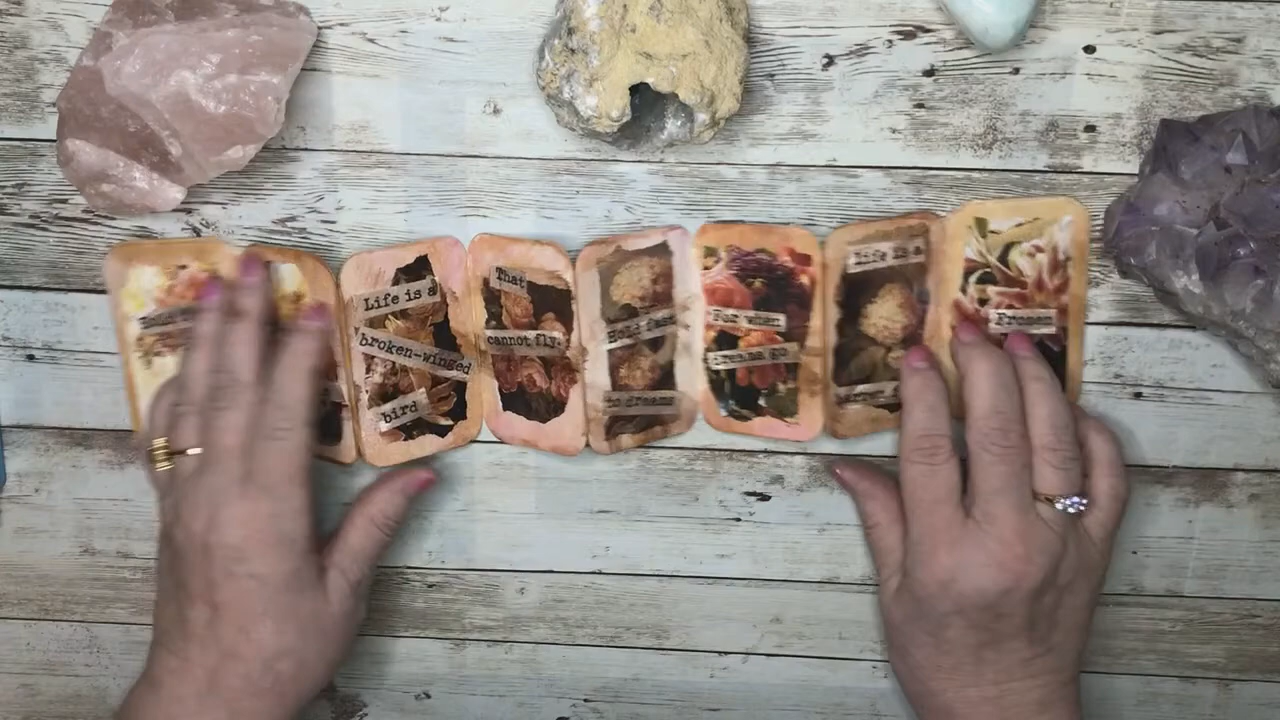 Life is a
broken-winged
bird
That
cannot fly.
Hold fast
to dreams
For when
dreams go
Life is a
Frozen